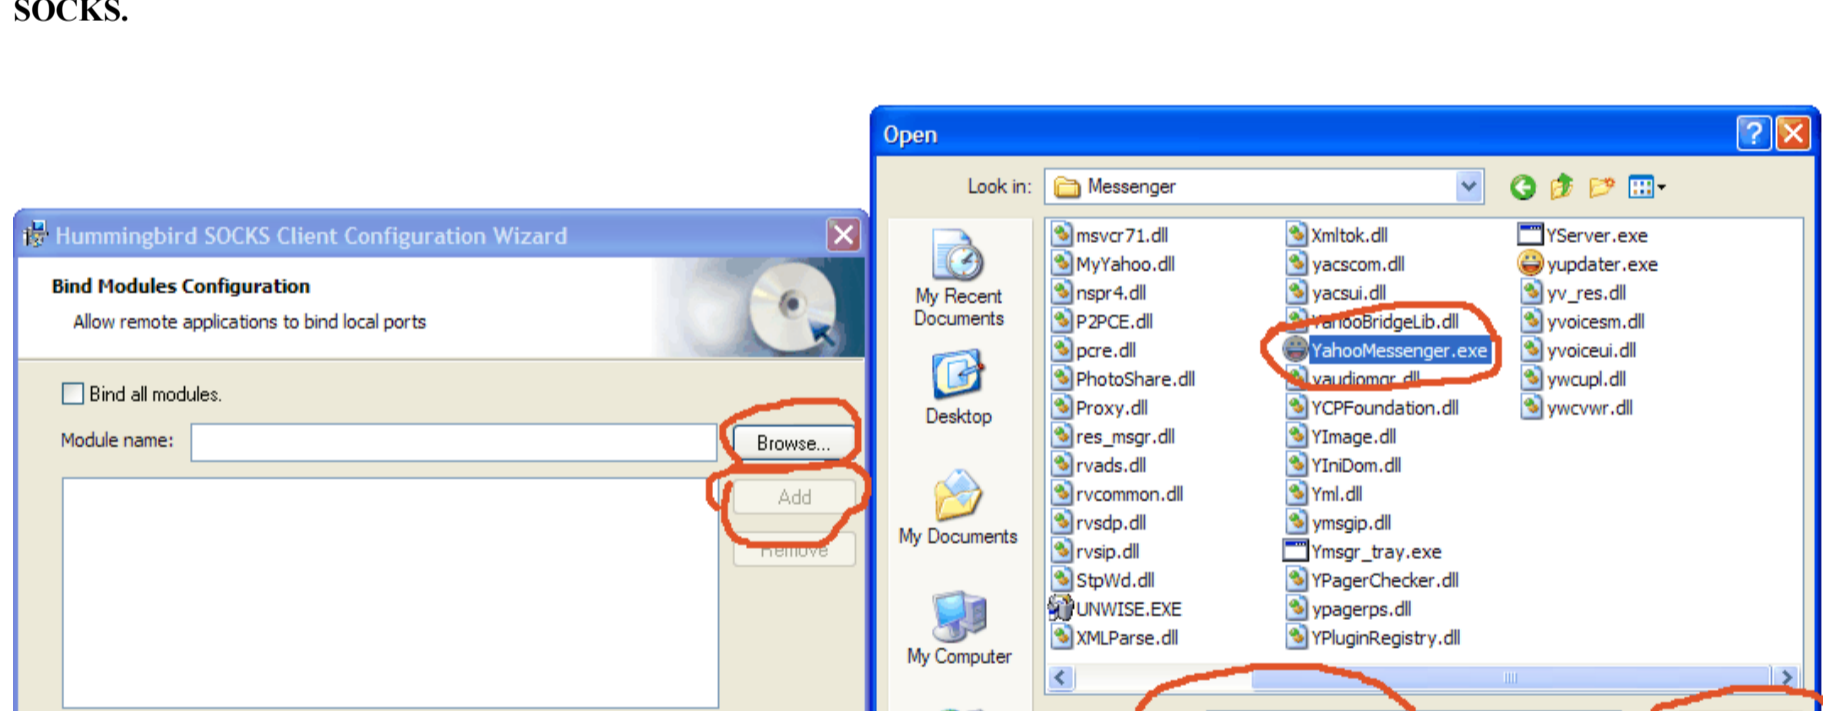 SOCKS.
Hummingbird SOCKS Client Configuration Wizard
Bind Modules Configuration
Allow remote applications to bind local ports
Bind all modules.
Module name:
Browse...
Add
Remove
Open
Look in:
Messenger
My Recent
Documents
Desktop
My Documents
My Computer
msvcr71.dll
MyYahoo.dll
nspr4.dll
P2PCE.dll
pcre.dll
PhotoShare.dll
Proxy.dll
res_msgr.dll
rvads.dll
rvcommon.dll
rvsdp.dll
rvsip.dll
StpWd.dll
UNWISE.EXE
XMLParse.dll
Xmltok.dll
yacscom.dll
yacsui.dll
YahooBridgeLib.dll
YahooMessenger.exe
yaudiomgr.dll
YCPFoundation.dll
YImage.dll
YIniDom.dll
Yml.dll
ymsgip.dll
Ymsgr_tray.exe
YPagerChecker.dll
ypagerps.dll
YPluginRegistry.dll
YServer.exe
yupdater.exe
yv_res.dll
yvoicesm.dll
yvoiceui.dll
ywcupl.dll
ywcvwr.dll